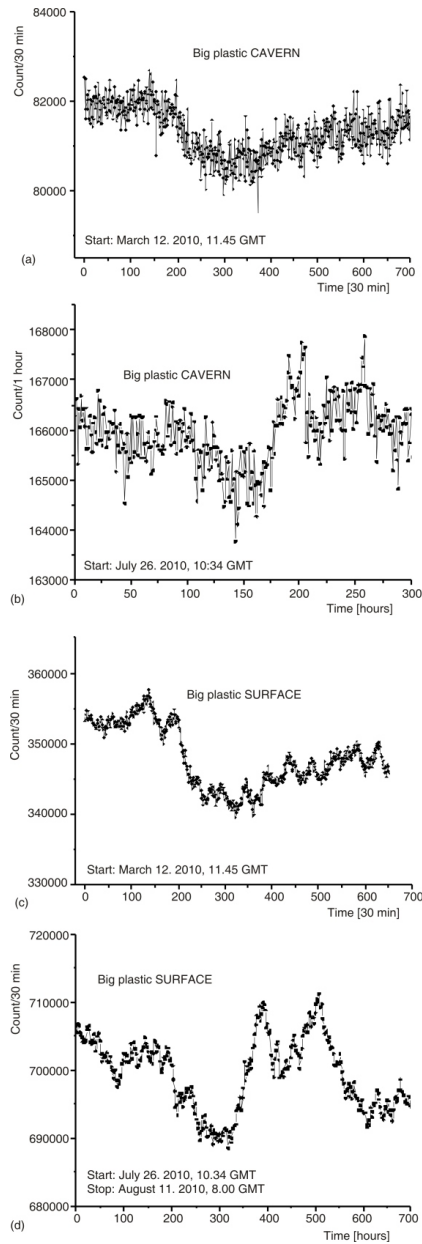 Count/30 min
84000
82000
80000
Big plastic CAVERN
Start: March 12. 2010, 11.45 GMT
0 100 200 300 400 500 600 700
Time [30 min]
(a)
Count/1 hour
168000
167000
166000
165000
164000
163000
Big plastic CAVERN
Start: July 26. 2010, 10:34 GMT
0 50 100 150 200 250 300
Time [hours]
(b)
Count/30 min
360000
350000
340000
330000
Big plastic SURFACE
Start: March 12. 2010, 11.45 GMT
0 100 200 300 400 500 600 700
Time [30 min]
(c)
Count/30 min
720000
710000
700000
690000
680000
Big plastic SURFACE
Start: July 26. 2010, 10.34 GMT
Stop: August 11. 2010, 8.00 GMT
0 100 200 300 400 500 600 700
Time [hours]
(d)